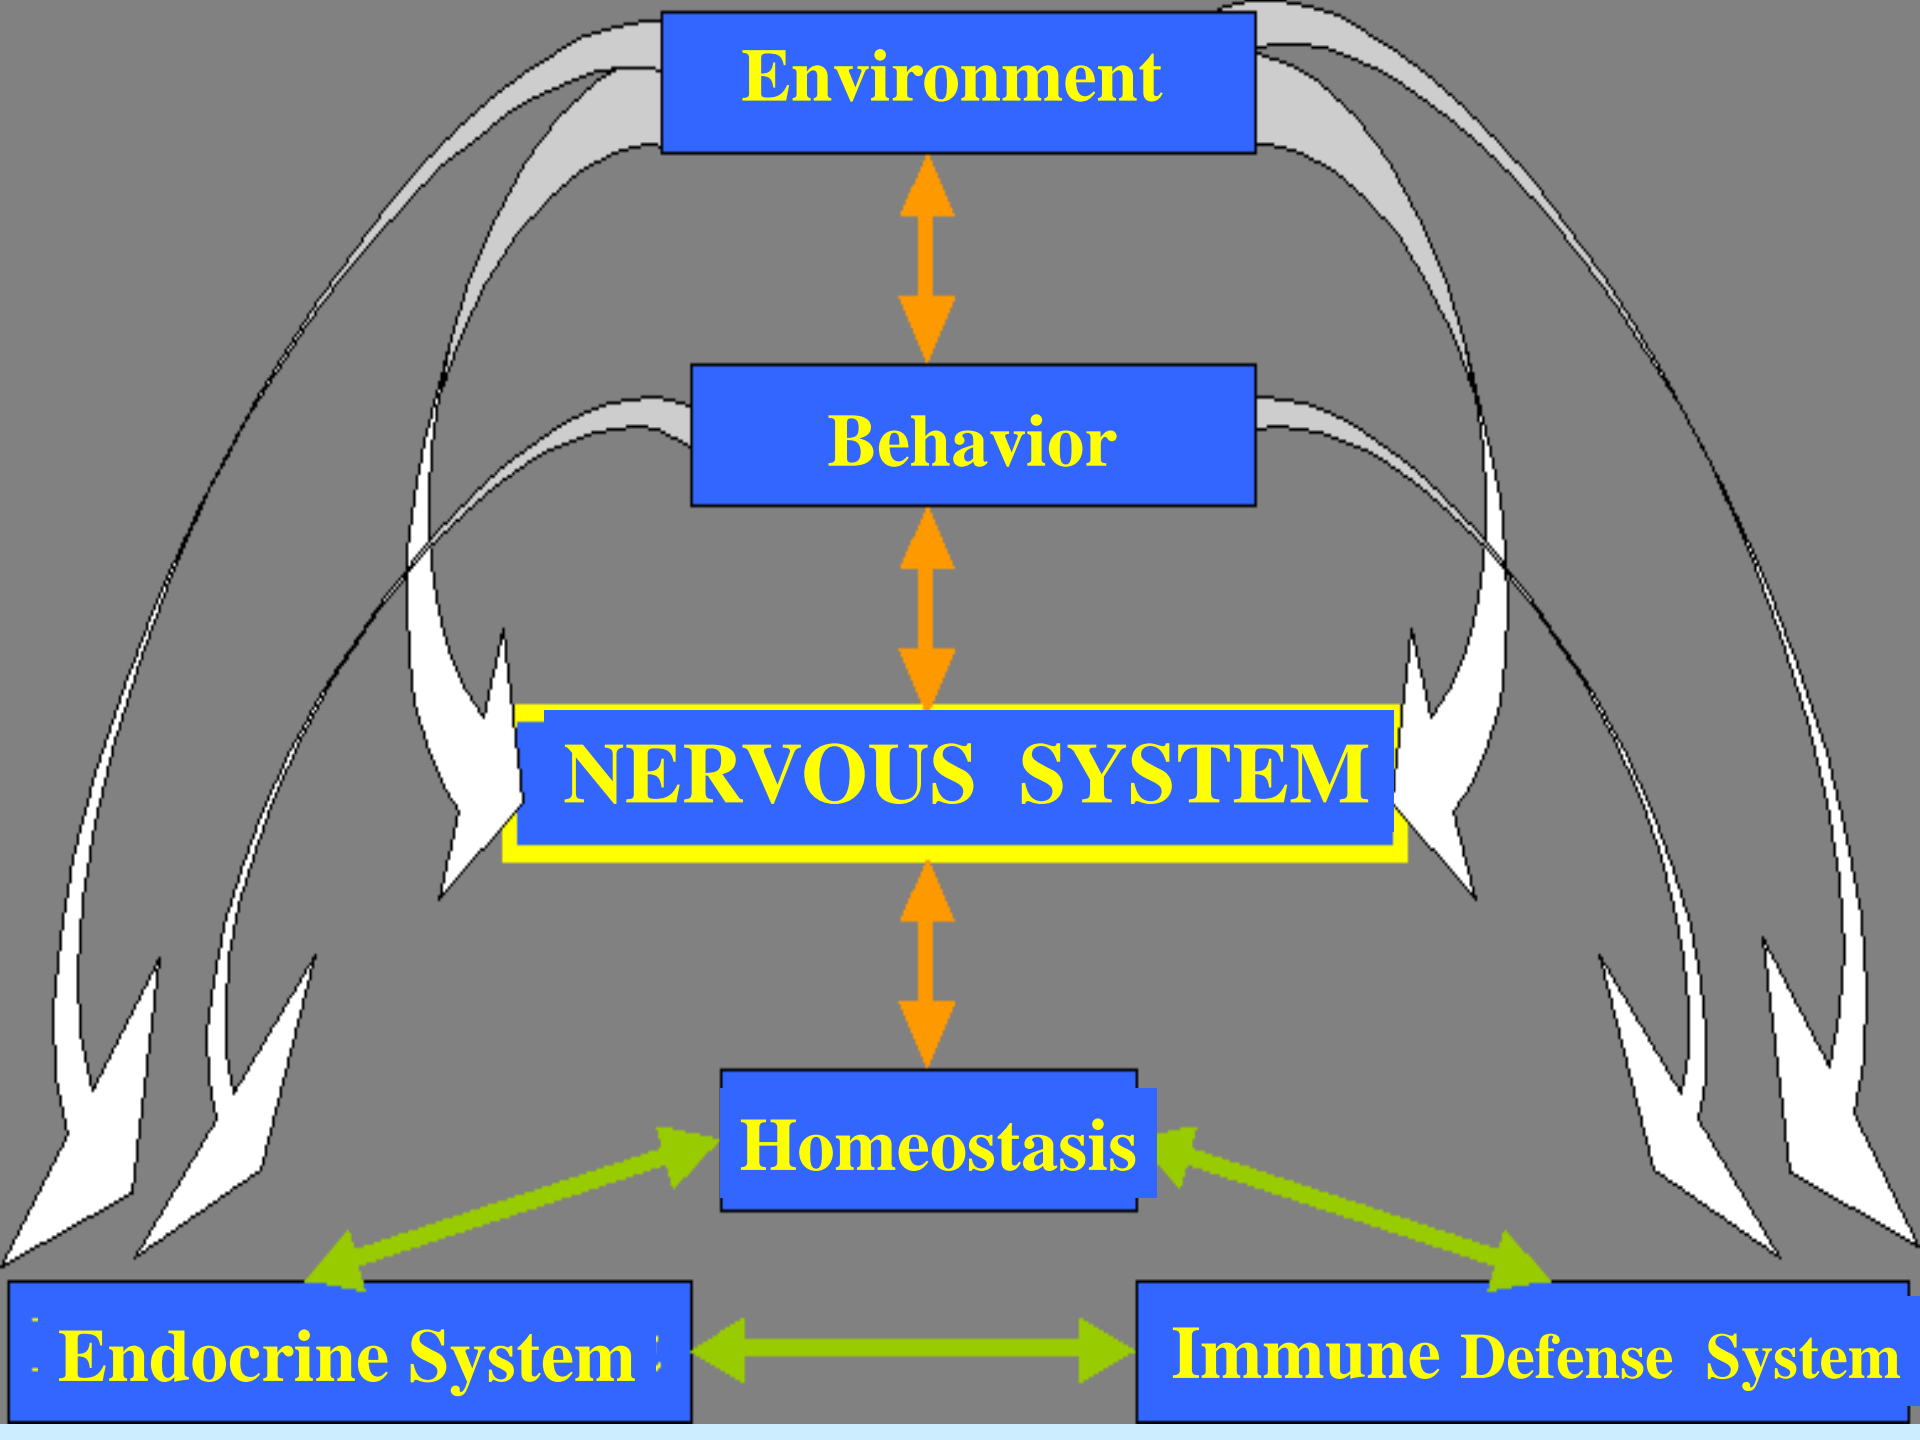 Environment
Behavior
NERVOUS SYSTEM
Homeostasis
Endocrine System
Immune Defense System